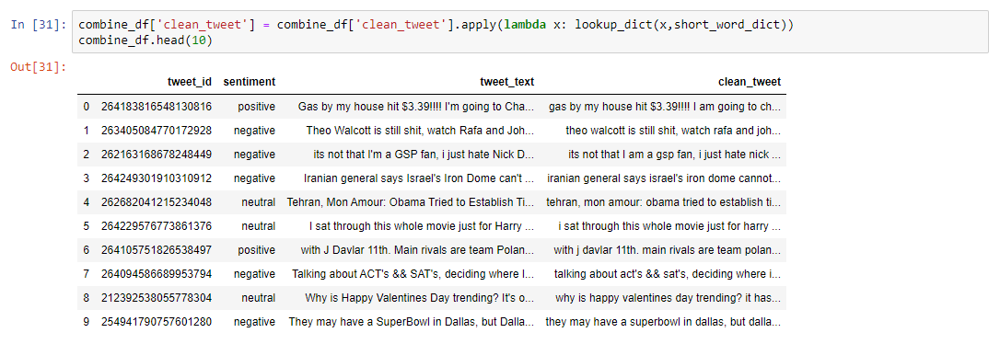 In [31]: combine_df['clean_tweet'] = combine_df['clean_tweet'].apply(lambda x: lookup_dict(x,short_word_dict))
combine_df.head(10)
Out[31]:
tweet_id sentiment tweet_text clean_tweet
0 264183816548130816 positive Gas by my house hit $3.39!!!! I'm going to Cha... gas by my house hit $3.39!!!! I am going to ch...
1 263405084770172928 negative Theo Walcott is still shit, watch Rafa and Joh... theo walcott is still shit, watch rafa and joh...
2 262163168678248449 negative its not that I'm a GSP fan, i just hate Nick D... its not that I am a gsp fan, i just hate nick ...
3 264249301910310912 negative Iranian general says Israel's Iron Dome can't ... iranian general says israel's iron dome cannot...
4 262682041215234048 neutral Tehran, Mon Amour: Obama Tried to Establish Ti... tehran, mon amour: obama tried to establish ti...
5 264229576773861376 neutral I sat through this whole movie just for Harry ... i sat through this whole movie just for harry ...
6 264105751826538497 positive with J Davlar 11th. Main rivals are team Polan... with j davlar 11th. main rivals are team polan...
7 264094586689953794 negative Talking about ACT's && SAT's, deciding where I... talking about act's && sat's, deciding where i...
8 212392538055778304 neutral Why is Happy Valentines Day trending? It's o... why is happy valentines day trending? it has...
9 254941790757601280 negative They may have a SuperBowl in Dallas, but Dalla... they may have a superbowl in dallas, but dalla...